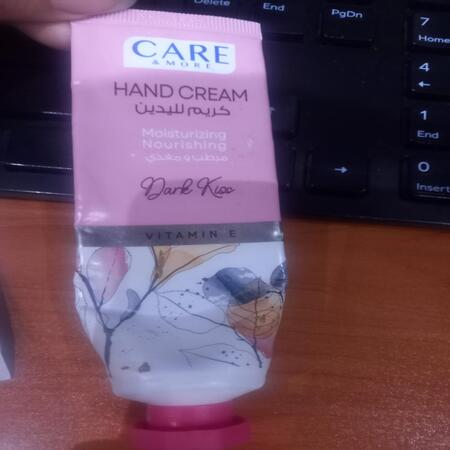 Delete
End
PgDn
7
Home
4
←
1
End
→
0
Insert
CARE
& MORE
HAND CREAM
كريم لليدين
Moisturizing
Nourishing
مرطب و مغذي
Dark Kiss
VITAMIN E